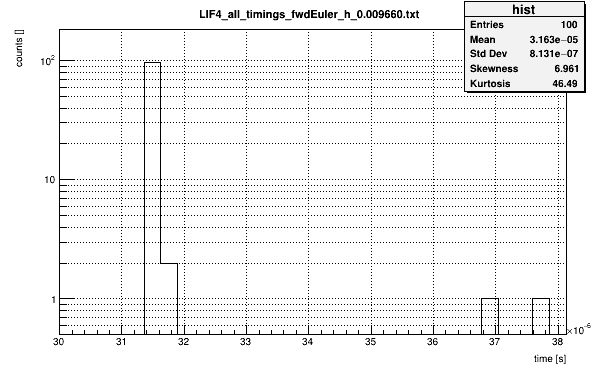 LIF4_all_timings_fwdEuler_h_0.009660.txt
hist
Entries 100
Mean 3.163e−05
Std Dev 8.131e−07
Skewness 6.961
Kurtosis 46.49
counts []
10²
10
1
30 31 32 33 34 35 36 37 38
×10⁻⁶
time [s]